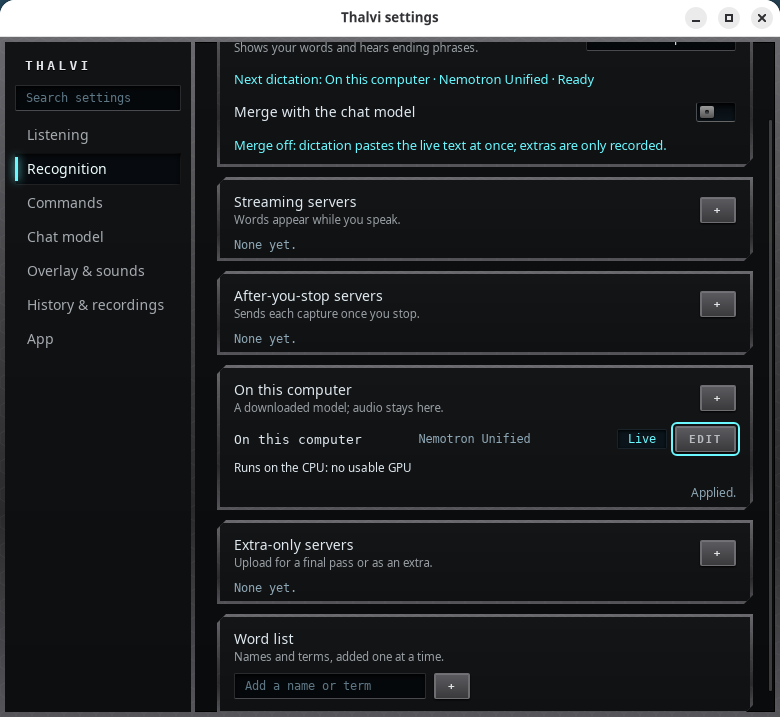 Thalvi settings
THALVI
Search settings
Listening
Recognition
Commands
Chat model
Overlay & sounds
History & recordings
App
Shows your words and hears ending phrases.
Next dictation: On this computer · Nemotron Unified · Ready
Merge with the chat model
Merge off: dictation pastes the live text at once; extras are only recorded.
Streaming servers
Words appear while you speak.
+
None yet.
After-you-stop servers
Sends each capture once you stop.
+
None yet.
On this computer
A downloaded model; audio stays here.
+
On this computer Nemotron Unified Live EDIT
Runs on the CPU: no usable GPU
Applied.
Extra-only servers
Upload for a final pass or as an extra.
+
None yet.
Word list
Names and terms, added one at a time.
Add a name or term +